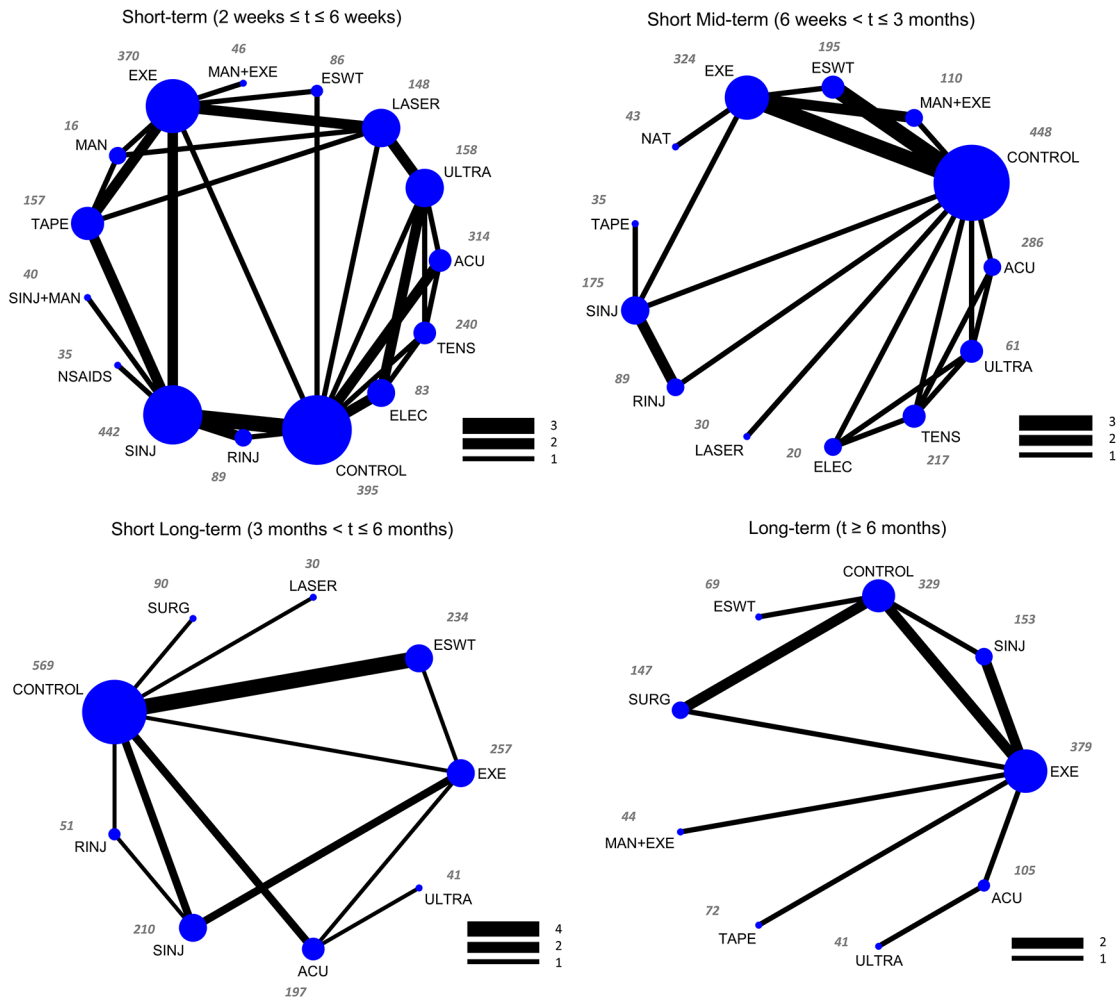 Short-term (2 weeks ≤ t ≤ 6 weeks)
370
EXE
46
MAN+EXE
86
ESWT
148
LASER
16
MAN
158
ULTRA
157
TAPE
314
ACU
40
SINJ+MAN
240
TENS
35
NSAIDS
83
ELEC
442
SINJ
RINJ
89
CONTROL
395
3
2
1
Short Mid-term (6 weeks < t ≤ 3 months)
324
EXE
195
ESWT
110
MAN+EXE
43
NAT
448
CONTROL
35
TAPE
286
ACU
175
SINJ
61
ULTRA
89
RINJ
30
LASER
20
ELEC
TENS
217
3
2
1
Short Long-term (3 months < t ≤ 6 months)
90
SURG
30
LASER
234
ESWT
569
CONTROL
257
EXE
51
RINJ
41
ULTRA
210
SINJ
ACU
197
4
2
1
Long-term (t ≥ 6 months)
CONTROL
329
69
ESWT
153
SINJ
147
SURG
379
EXE
44
MAN+EXE
105
ACU
72
TAPE
41
ULTRA
2
1